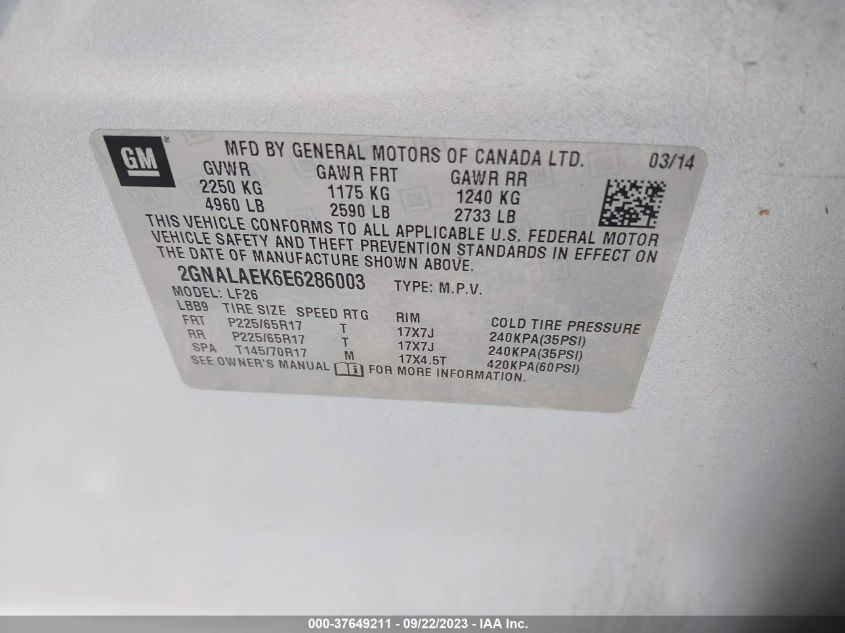 GM ® MFD BY GENERAL MOTORS OF CANADA LTD. 03/14
GVWR GAWR FRT GAWR RR
2250 KG 1175 KG 1240 KG
4960 LB 2590 LB 2733 LB
THIS VEHICLE CONFORMS TO ALL APPLICABLE U.S. FEDERAL MOTOR
VEHICLE SAFETY AND THEFT PREVENTION STANDARDS IN EFFECT ON
THE DATE OF MANUFACTURE SHOWN ABOVE.
2GNALAEK6E6286003 TYPE: M.P.V.
MODEL: LF26
LBB9 TIRE SIZE SPEED RTG RIM COLD TIRE PRESSURE
FRT P225/65R17 T 17X7J 240KPA(35PSI)
RR P225/65R17 T 17X7J 240KPA(35PSI)
SPA T145/70R17 M 17X4.5T 420KPA(60PSI)
SEE OWNER'S MANUAL FOR MORE INFORMATION.
000-37649211 - 09/22/2023 - IAA Inc.